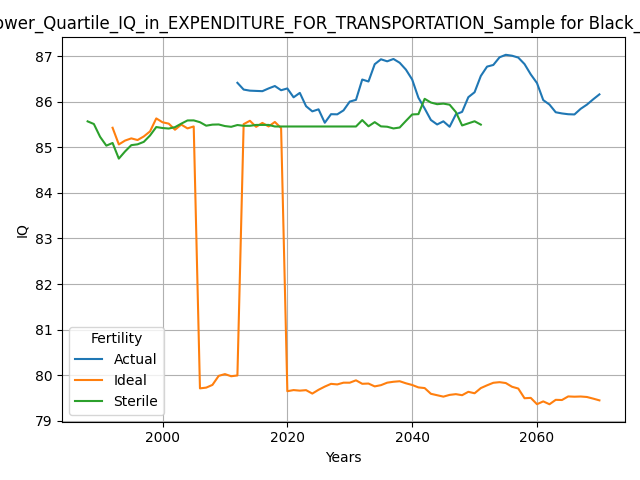 ower_Quartile_IQ_in_EXPENDITURE_FOR_TRANSPORTATION_Sample for Black_
87
86
85
84
83
82
81
80
79
IQ
Fertility
Actual
Ideal
Sterile
2000
2020
2040
2060
Years